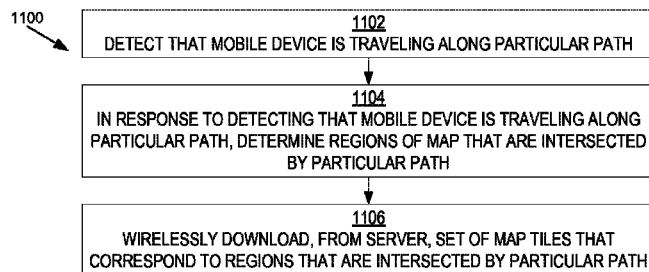 1100
1102
DETECT THAT MOBILE DEVICE IS TRAVELING ALONG PARTICULAR PATH
1104
IN RESPONSE TO DETECTING THAT MOBILE DEVICE IS TRAVELING ALONG
PARTICULAR PATH, DETERMINE REGIONS OF MAP THAT ARE INTERSECTED
BY PARTICULAR PATH
1106
WIRELESSLY DOWNLOAD, FROM SERVER, SET OF MAP TILES THAT
CORRESPOND TO REGIONS THAT ARE INTERSECTED BY PARTICULAR PATH